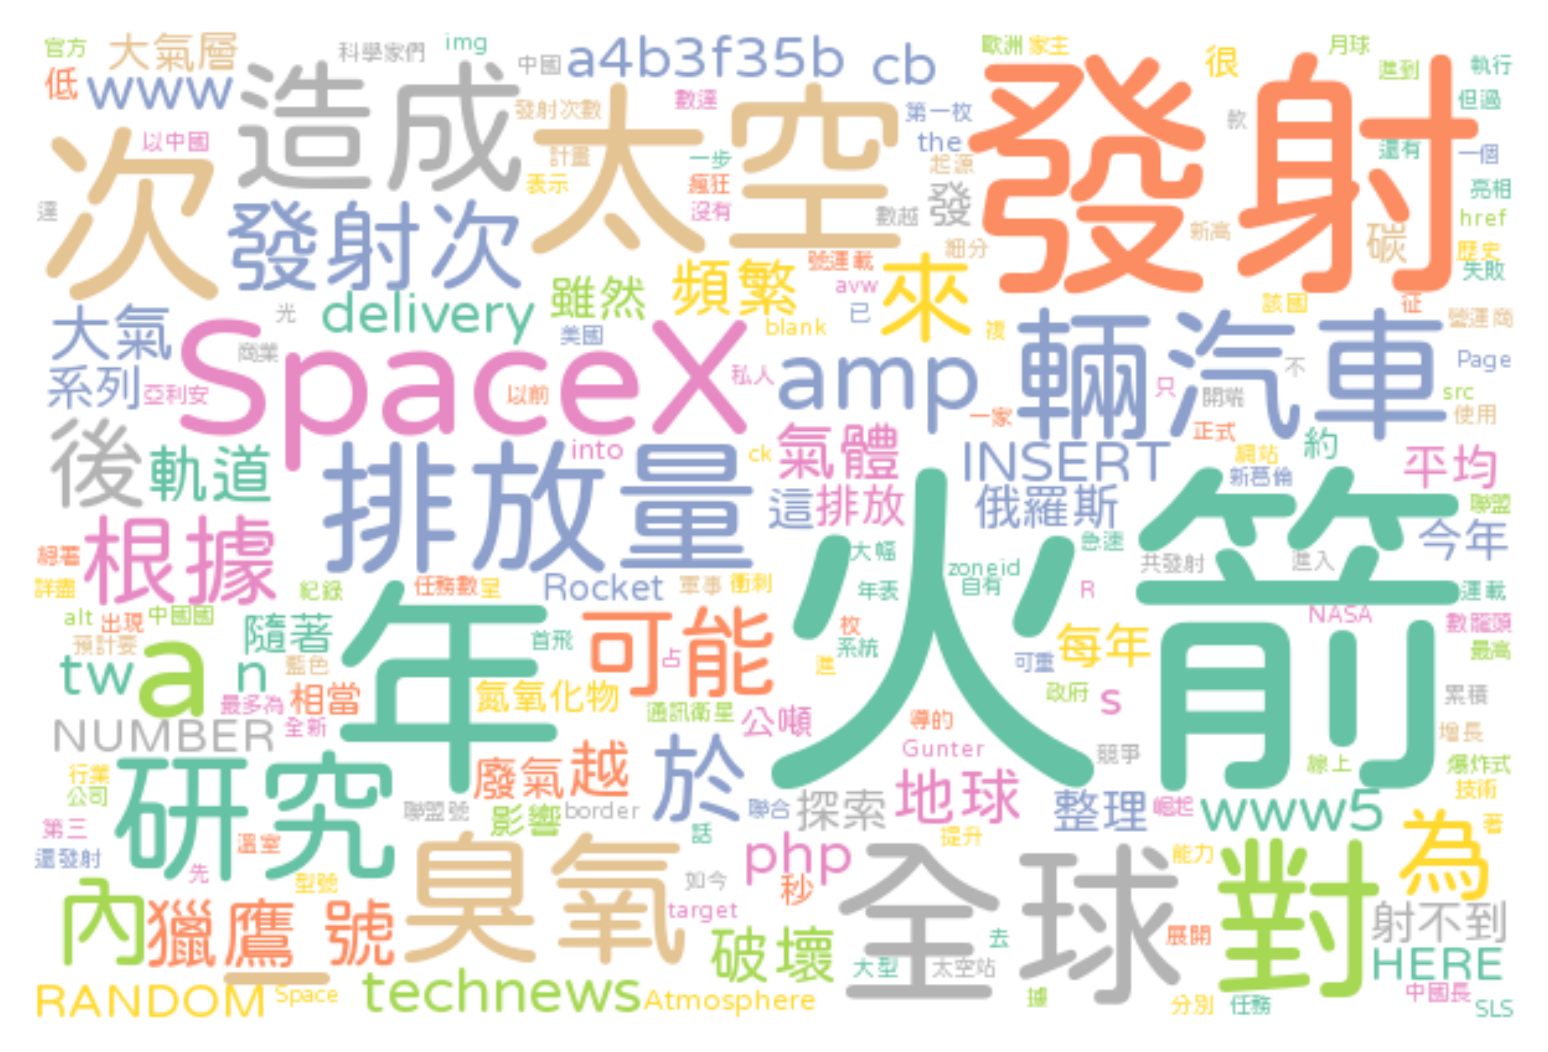 官方 大氣層 科學家們 img 中國 a4b3f35b cb 很 歐洲 家主 月球 進到 執行
低 www 造成 發射次數 數達 太空 第一枚 發射 款 但過
次 以中國 計畫 一步 the 還有 一個
表示 瘋狂 起源 亮相
達 發射次 沒有 數越 發 新高 碳 href
細分 歷史
雖然 頻繁 號運載 來 失敗
大氣 光 delivery avw 已 該國 征 營運商
商業 美國 blank 複 輛汽車
系列 亞利安 SpaceX 以前 私人 amp 只 不 Page
開端 src
一家 使用
後 軌道 排放量 into ck 氣體 INSERT 正式 網站 約 平均
新葛倫
這 排放 俄羅斯 聯盟
根據 大幅 急速 今年
詳盡 紀錄 任務數 呈 Rocket 軍事 衝刺 年表 zoneid 自有 共發射 進入 運載
R
alt 出現 中國國 隨著 年 首飛 可能 枚 火箭 NASA 數龍頭
預計要 系統 每年 最高
tw a n 藍色 占 進 可重
最多為 相當 氮氧化物 通訊衛星 政府 s 累積
NUMBER 全新 公噸 導的 增長
行業 研究 廢氣 越 於 Gunter 競爭 線上 爆炸式
公司 聯盟號 影響 border 聯合 探索 地球 整理 崛起 www5 技術
第三 溫室 話 提升 著
還發射 先 臭氧 php 全球 能力 對 為
型號 如今 秒
內 獵鷹 號 target 去 展開 射不到
一 破壞 大型 太空站 HERE
RANDOM Space technews Atmosphere 據 分別 任務 中國長 SLS